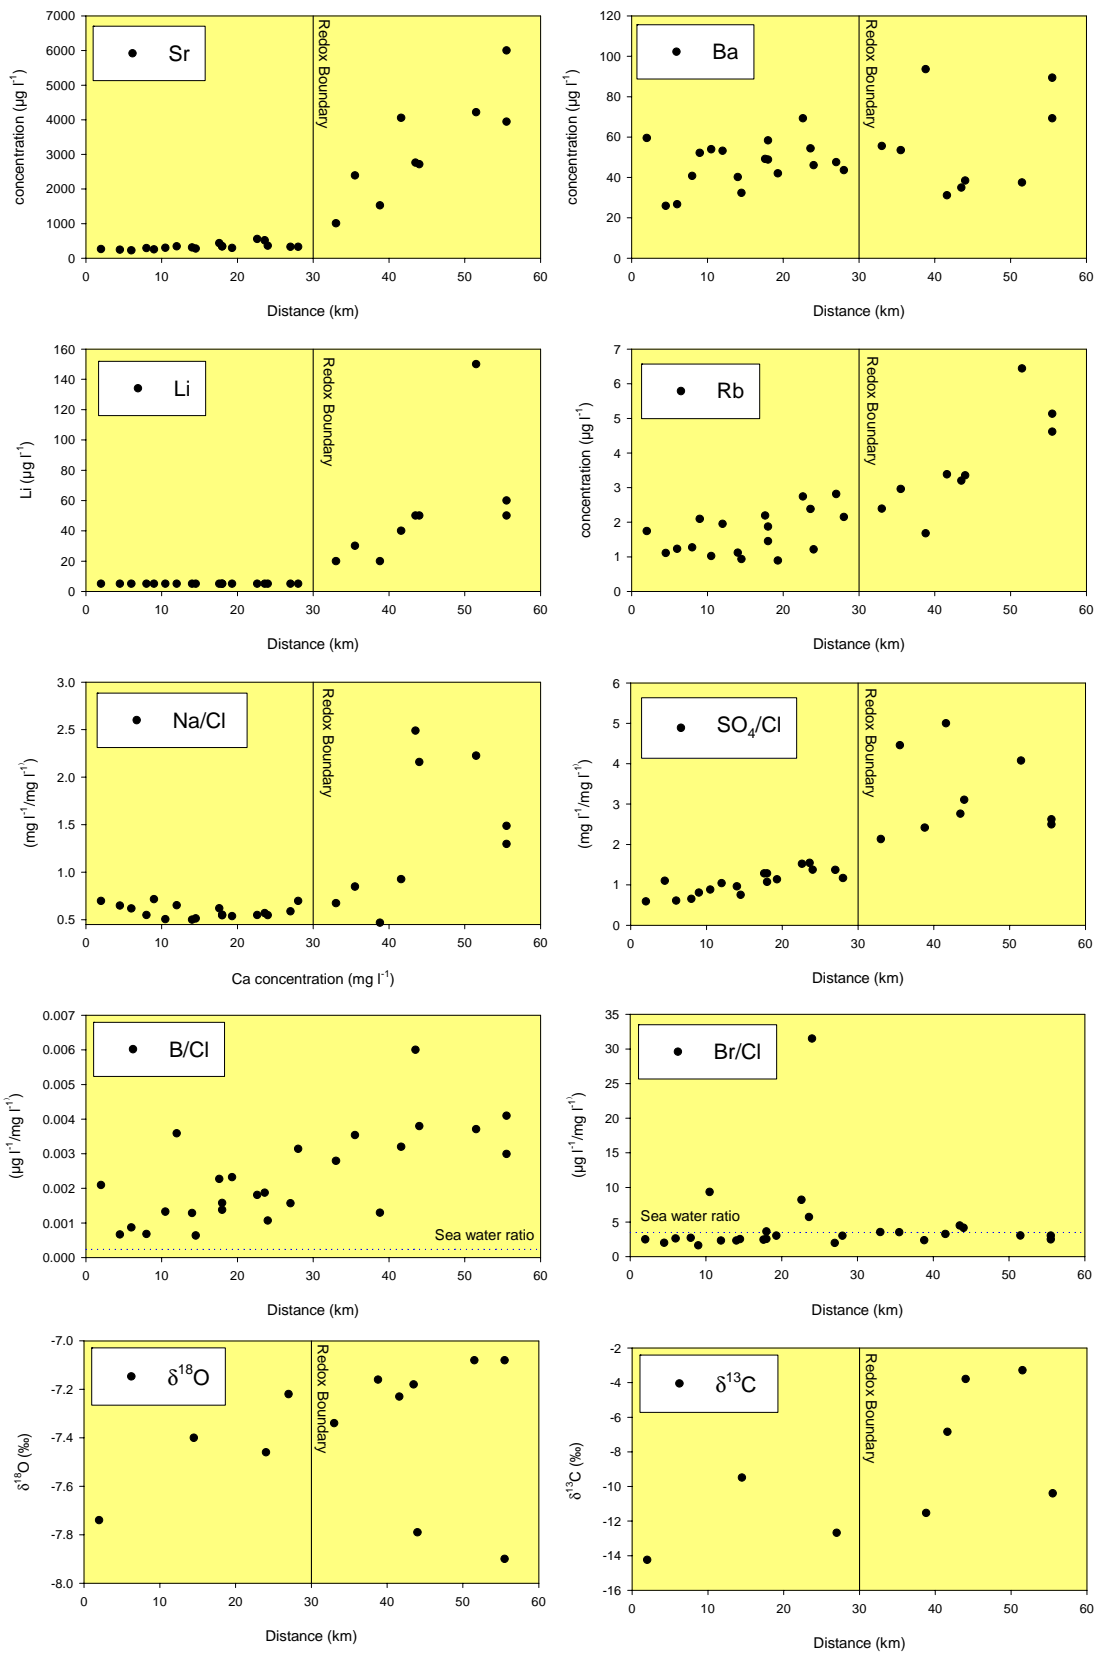 7000
6000
5000
4000
3000
2000
1000
0
concentration (µg l-1)
Sr
Redox Boundary
0 10 20 30 40 50 60
Distance (km)
120
100
80
60
40
20
0
concentration (µg l-1)
Ba
Redox Boundary
0 10 20 30 40 50 60
Distance (km)
160
140
120
100
80
60
40
20
0
Li (µg l-1)
Li
Redox Boundary
0 10 20 30 40 50 60
Distance (km)
7
6
5
4
3
2
1
0
concentration (µg l-1)
Rb
Redox Boundary
0 10 20 30 40 50 60
Distance (km)
3.0
2.5
2.0
1.5
1.0
0.5
(mg l-1/mg l-1)
Na/Cl
Redox Boundary
0 10 20 30 40 50 60
Ca concentration (mg l-1)
6
5
4
3
2
1
0
(mg l-1/mg l-1)
SO4/Cl
Redox Boundary
0 10 20 30 40 50 60
Distance (km)
0.007
0.006
0.005
0.004
0.003
0.002
0.001
0.000
(µg l-1/mg l-1)
B/Cl
Sea water ratio
0 10 20 30 40 50 60
Distance (km)
35
30
25
20
15
10
5
0
(µg l-1/mg l-1)
Br/Cl
Sea water ratio
0 10 20 30 40 50 60
Distance (km)
-7.0
-7.2
-7.4
-7.6
-7.8
-8.0
δ18O (‰)
δ18O
Redox Boundary
0 10 20 30 40 50 60
Distance (km)
-2
-4
-6
-8
-10
-12
-14
-16
δ13C (‰)
δ13C
Redox Boundary
0 10 20 30 40 50 60
Distance (km)